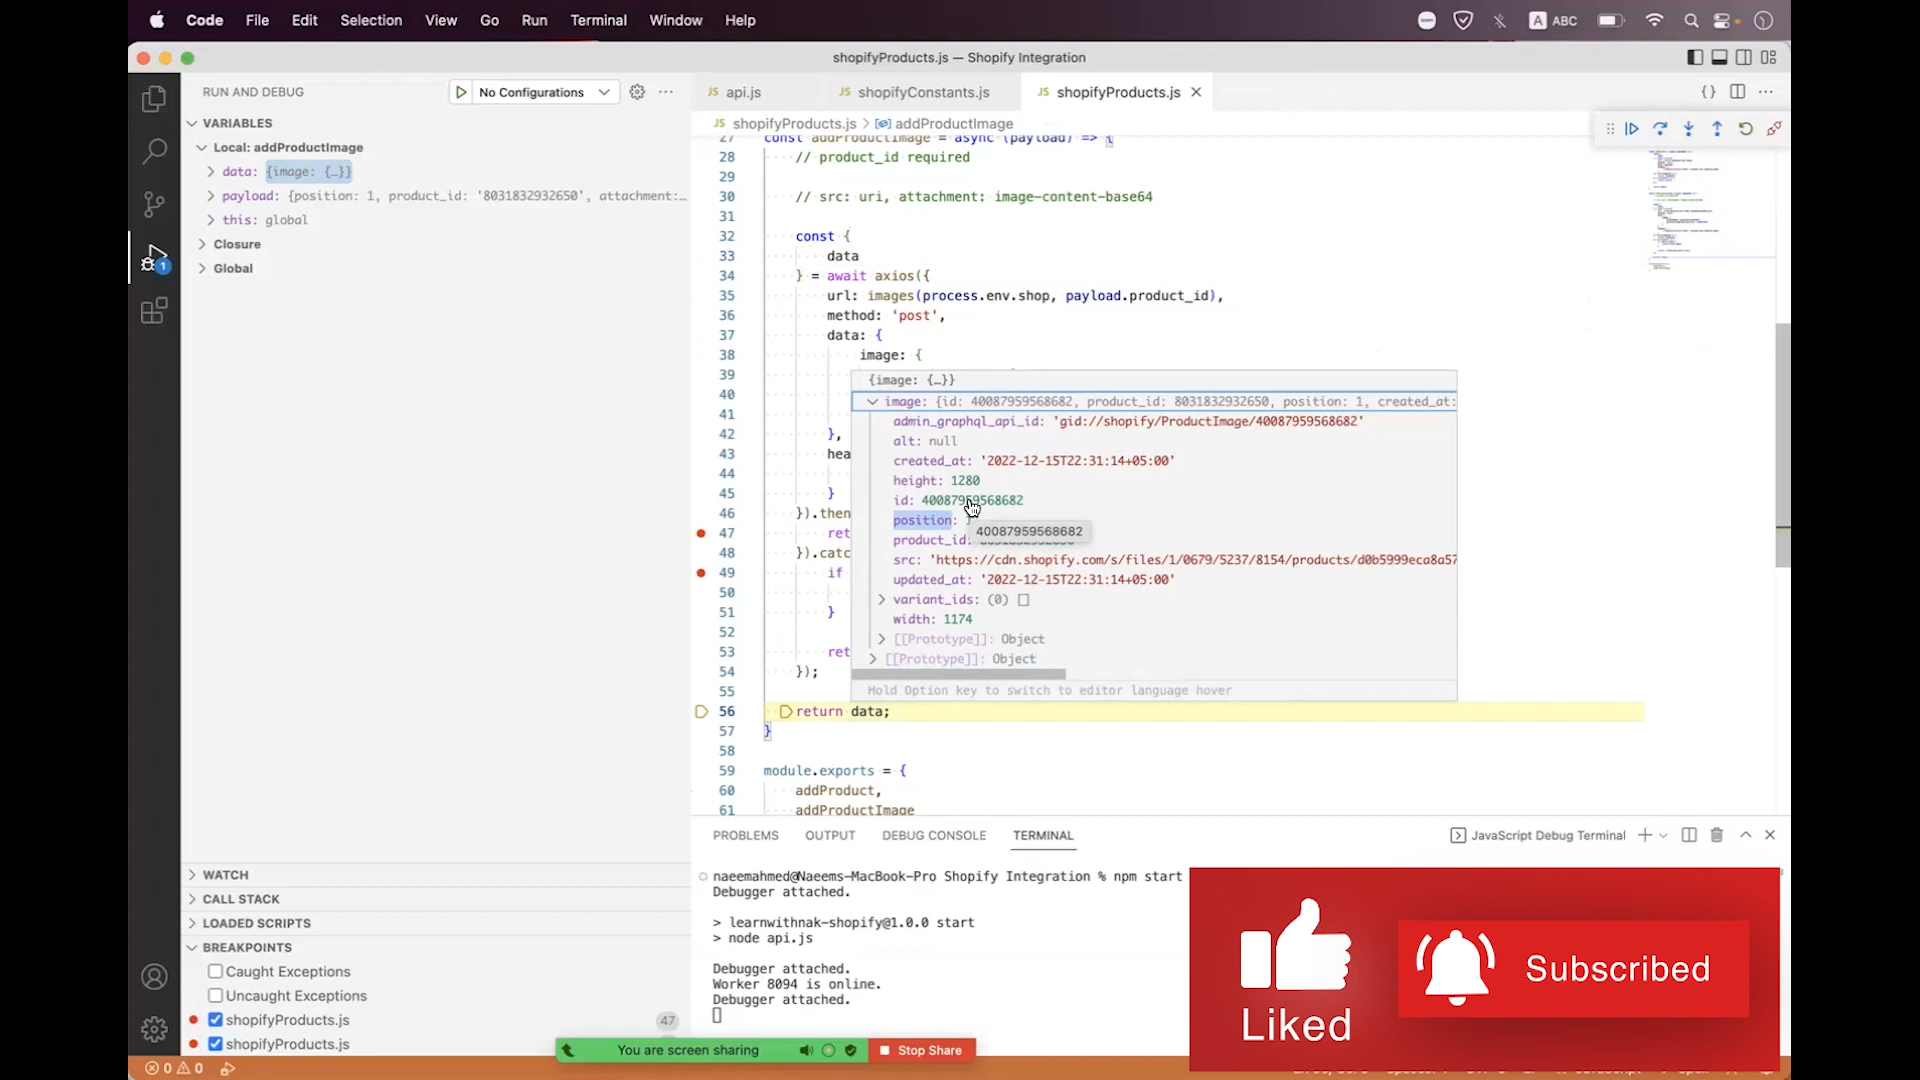 Code File Edit Selection View Go Run Terminal Window Help
A ABC
shopifyProducts.js — Shopify Integration
RUN AND DEBUG
No Configurations
JS api.js
JS shopifyConstants.js
JS shopifyProducts.js
JS shopifyProducts.js > addProductImage
VARIABLES
Local: addProductImage
data: {image: {…}}
payload: {position: 1, product_id: '8031832932650', attachment:…
this: global
Closure
Global
27 const addProductImage = async (payload) => {
28 // product_id required
29
30 // src: uri, attachment: image-content-base64
31
32 const {
33 data
34 } = await axios({
35 url: images(process.env.shop, payload.product_id),
36 method: 'post',
37 data: {
38 image: {
39
40
41
42 },
43 hea
44
45 }
46 }).then
47 ret
48 }).catc
49 if
50
51 }
52
53 ret
54 });
55
56 return data;
57 }
58
59 module.exports = {
60 addProduct,
61 addProductImage
{image: {…}}
image: {id: 40087959568682, product_id: 8031832932650, position: 1, created_at:
admin_graphql_api_id: 'gid://shopify/ProductImage/40087959568682'
alt: null
created_at: '2022-12-15T22:31:14+05:00'
height: 1280
id: 40087959568682
position:
40087959568682
product_id:
src: 'https://cdn.shopify.com/s/files/1/0679/5237/8154/products/d0b5999eca8a57
updated_at: '2022-12-15T22:31:14+05:00'
variant_ids: (0) []
width: 1174
[[Prototype]]: Object
[[Prototype]]: Object
Hold Option key to switch to editor language hover
WATCH
CALL STACK
LOADED SCRIPTS
BREAKPOINTS
Caught Exceptions
Uncaught Exceptions
shopifyProducts.js 47
shopifyProducts.js
PROBLEMS OUTPUT DEBUG CONSOLE TERMINAL
JavaScript Debug Terminal
naeemahmed@Naeems-MacBook-Pro Shopify Integration % npm start
Debugger attached.
> learnwithnak-shopify@1.0.0 start
> node api.js
Debugger attached.
Worker 8094 is online.
Debugger attached.
Liked
Subscribed
You are screen sharing
Stop Share
0 0
1